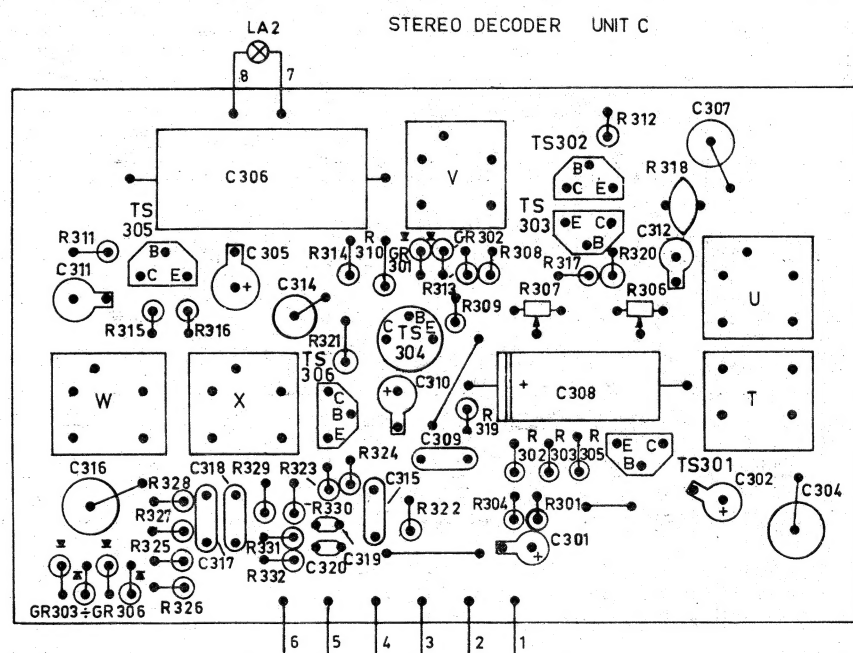 STEREO DECODER UNIT C
LA2
8 7
C306
V
R312
C307
TS302
B
C E
R318
TS 305
TS 303
E C
B
R311
B
C E
C305
+
R314
R 310
GR 301
GR302
R308
C312
R317
R320
C311
C314
R313
R309
R307
R306
U
R315
R316
R321
C B E
TS 304
TS 306
W
X
C
B
E
+
C310
+
C308
T
R 319
C309
R 302
R 303
R 305
E C
B
TS301
C316
R328
C318
R329
R323
R324
C315
C302
+
C304
R327
R330
R322
R304
R301
R325
C317
R331
R332
C320
C319
C301
+
R326
GR303÷GR306
6 5 4 3 2 1